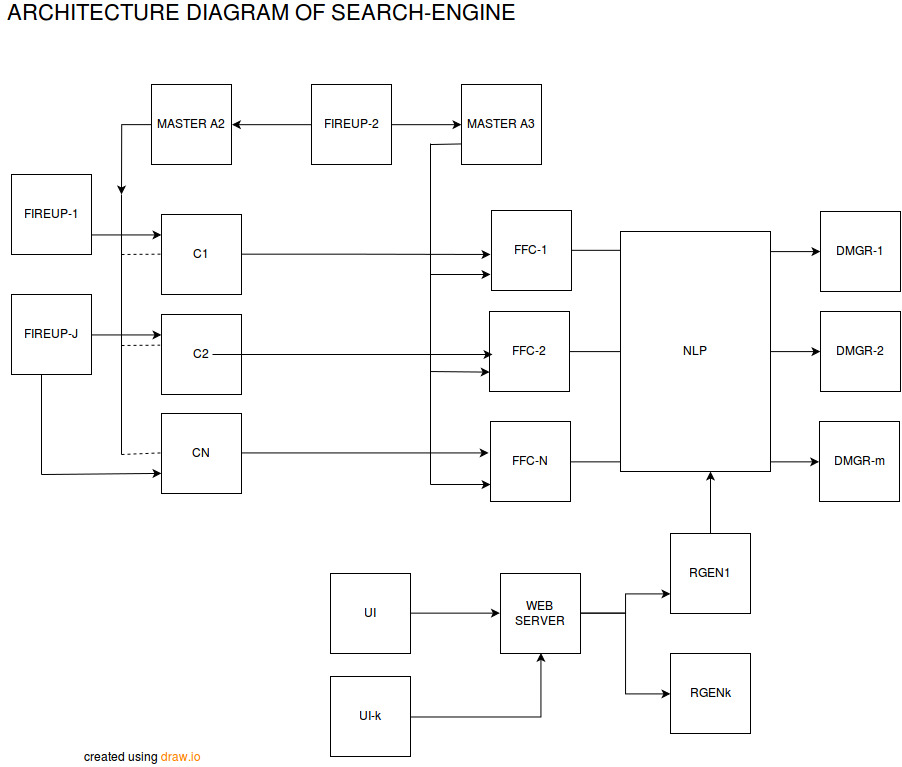 ARCHITECTURE DIAGRAM OF SEARCH-ENGINE
MASTER A2
FIREUP-2
MASTER A3
FIREUP-1
C1
FFC-1
DMGR-1
FIREUP-J
C2
FFC-2
NLP
DMGR-2
CN
FFC-N
DMGR-m
RGEN1
UI
WEB
SERVER
RGENk
UI-k
created using draw.io